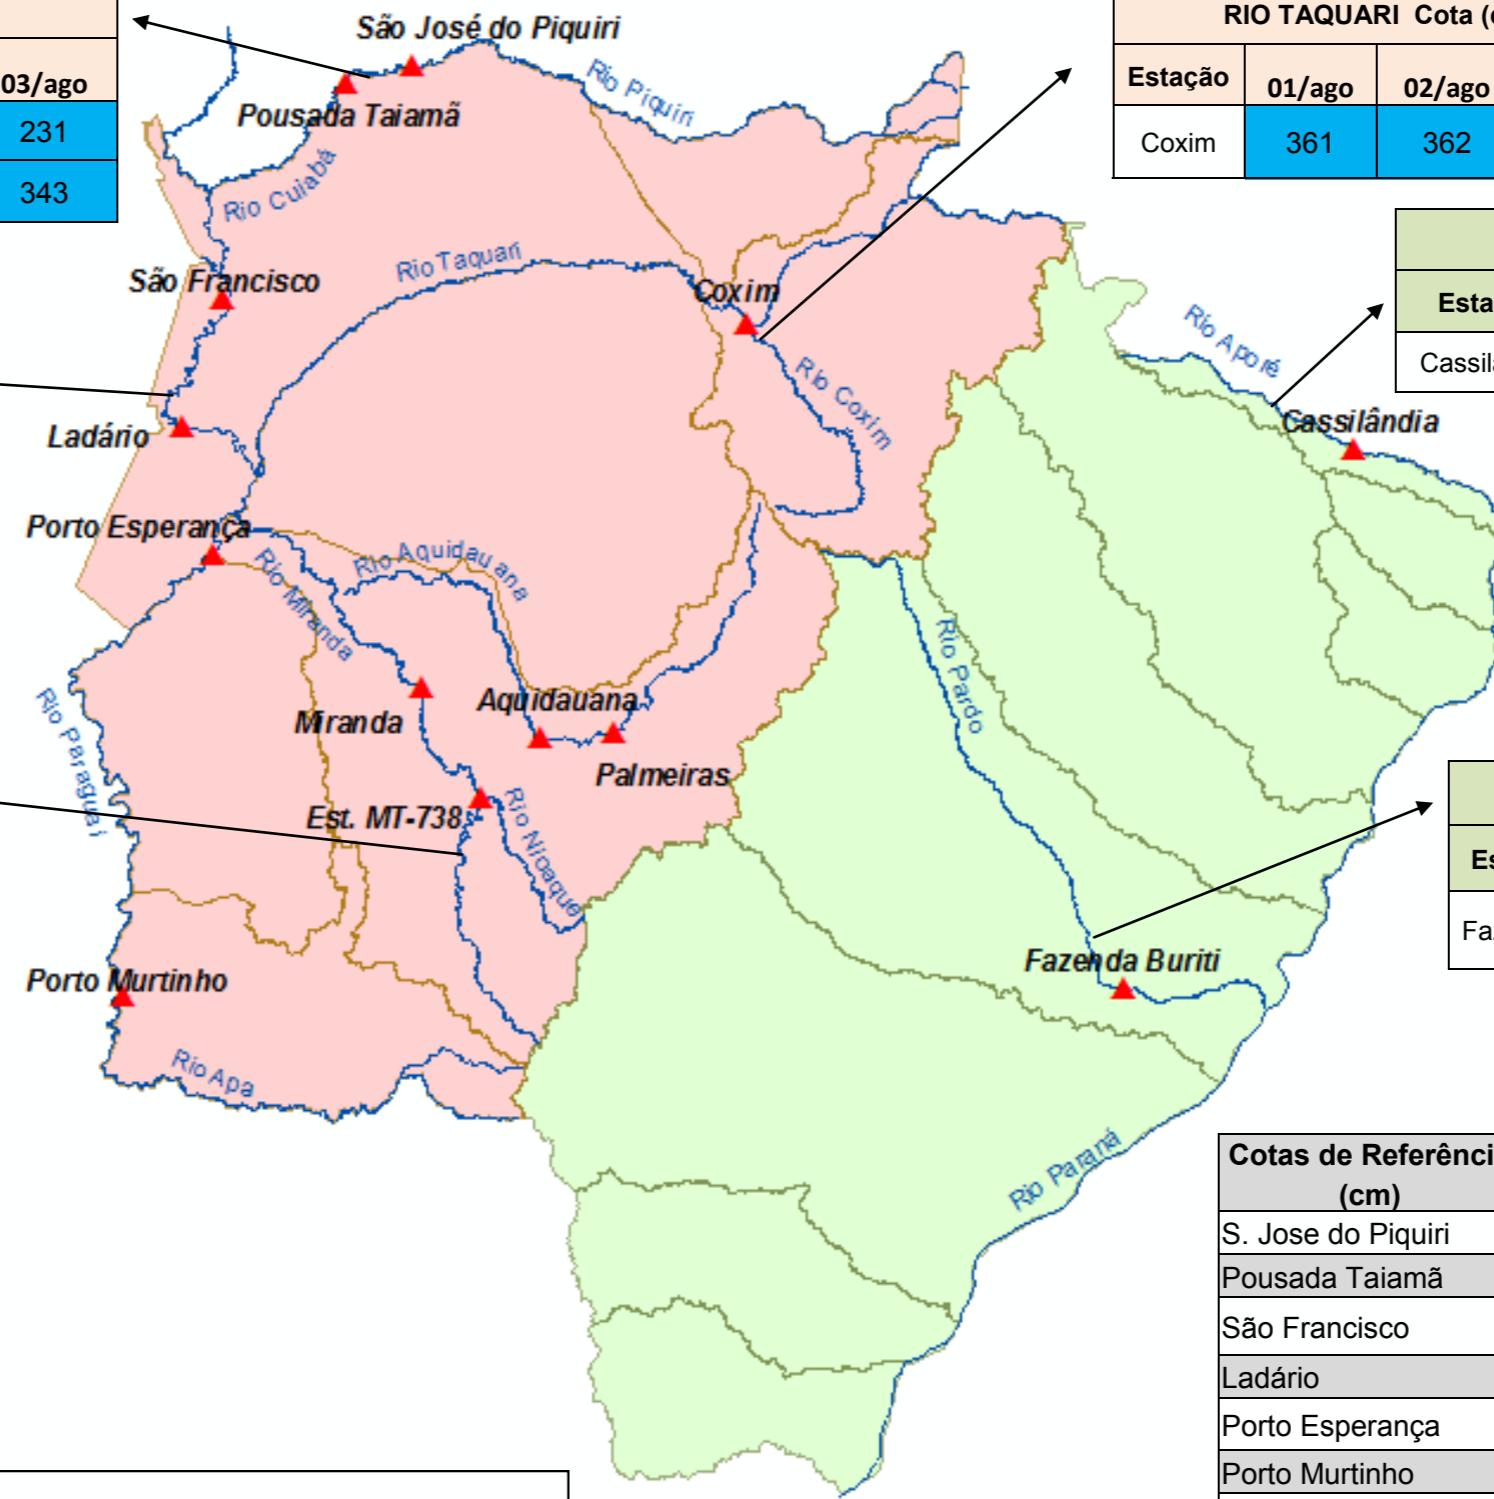 São José do Piquiri
RIO TAQUARI Cota (
03/ago
Estação 01/ago 02/ago
231
Coxim 361 362
343
Pousada Taiamã
Rio Piquiri
Rio Cuiabá
São Francisco
Rio Taquari
Coxim
Rio Coxim
Rio Aporé
Esta
Cassil
Cassilândia
Ladário
Porto Esperança
Rio Miranda
Rio Aquidauana
Rio Paraguai
Miranda
Aquidauana
Palmeiras
Rio Pardo
Est. MT-738
Rio Nioaque
Es
Fa
Fazenda Buriti
Porto Murtinho
Rio Apa
Rio Paraná
Cotas de Referênci
(cm)
S. Jose do Piquiri
Pousada Taiamã
São Francisco
Ladário
Porto Esperança
Porto Murtinho